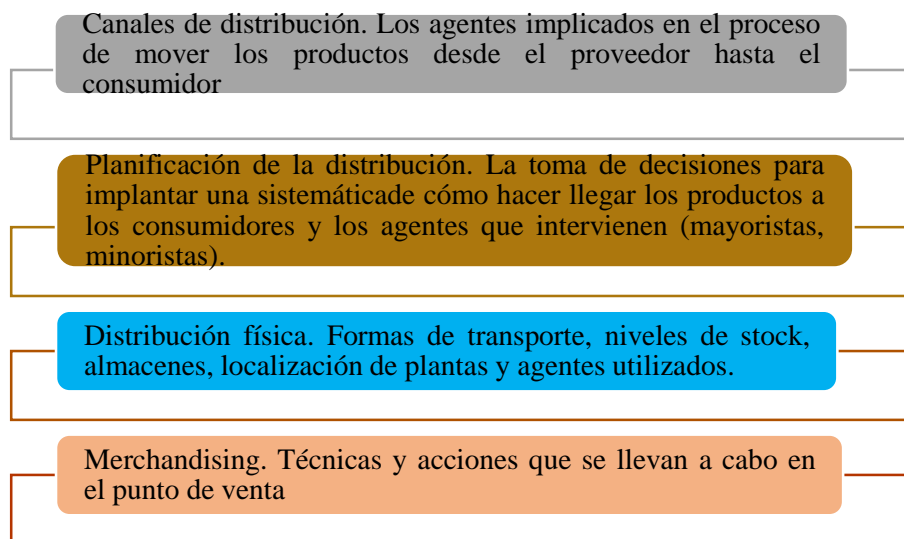 Canales de distribución. Los agentes implicados en el proceso
de mover los productos desde el proveedor hasta el
consumidor
Planificación de la distribución. La toma de decisiones para
implantar una sistemáticade cómo hacer llegar los productos a
los consumidores y los agentes que intervienen (mayoristas,
minoristas).
Distribución física. Formas de transporte, niveles de stock,
almacenes, localización de plantas y agentes utilizados.
Merchandising. Técnicas y acciones que se llevan a cabo en
el punto de venta